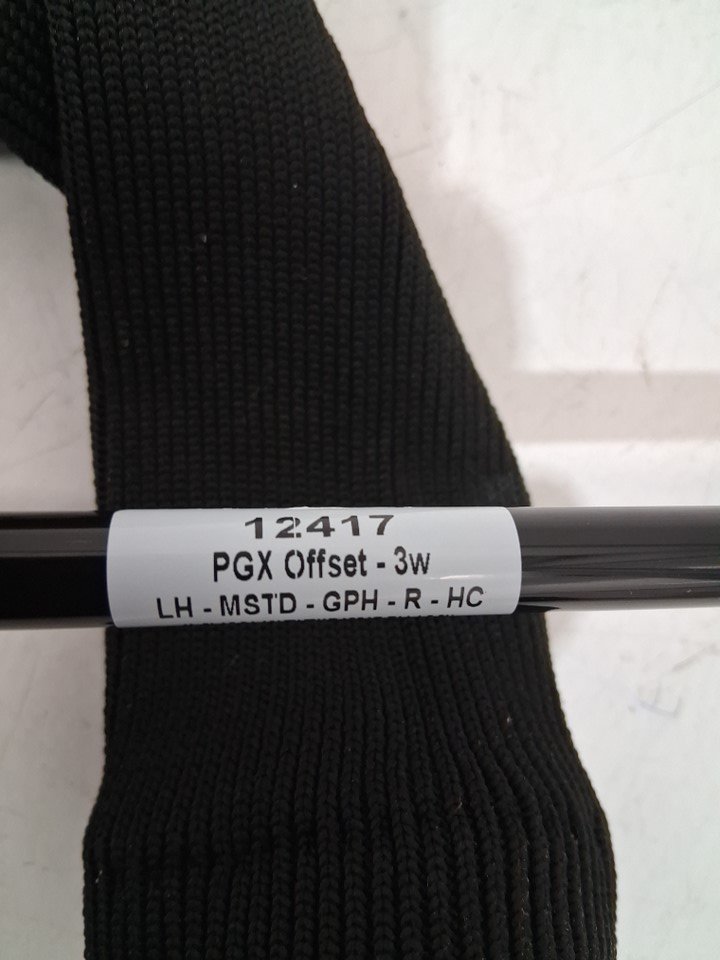 12417
PGX Offset - 3w
LH - MSTD - GPH - R - HC